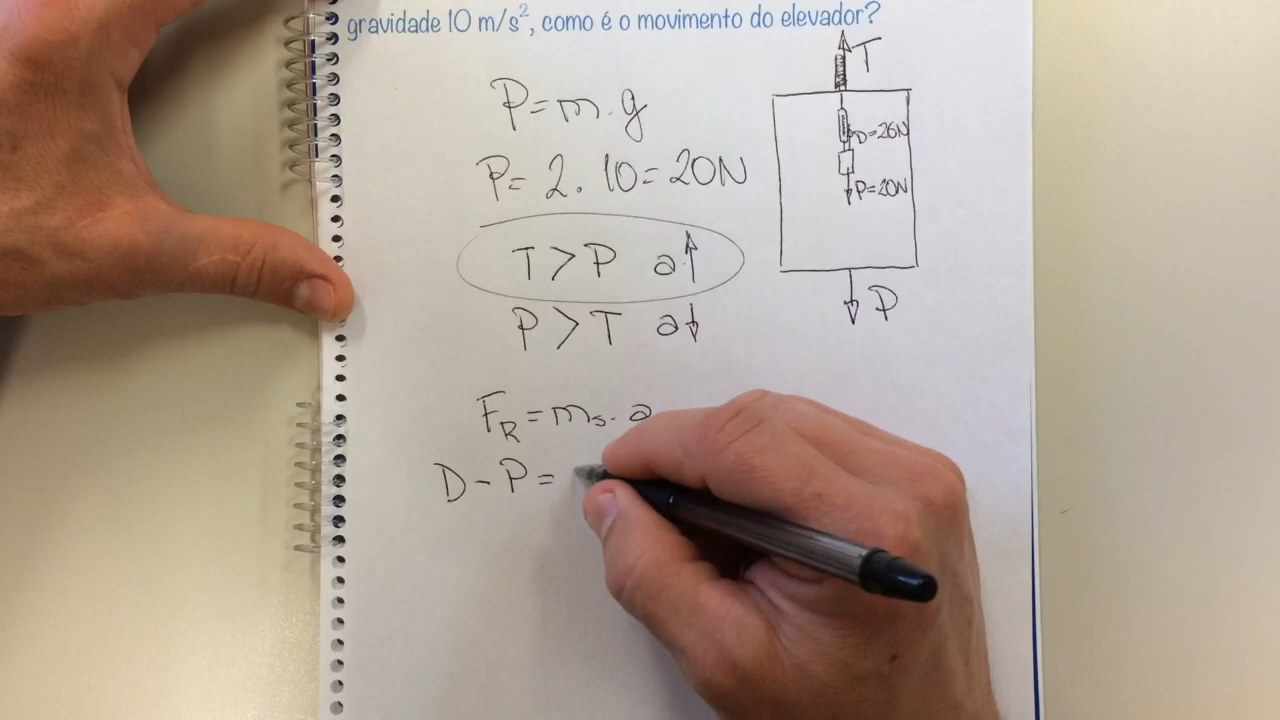 gravidade 10 m/s², como é o movimento do elevador?
P=m.g
P= 2. 10=20N
T>P a↑
P>T a↓
F_R=m_s. a
D-P=
T
D=26N
P=20N
P